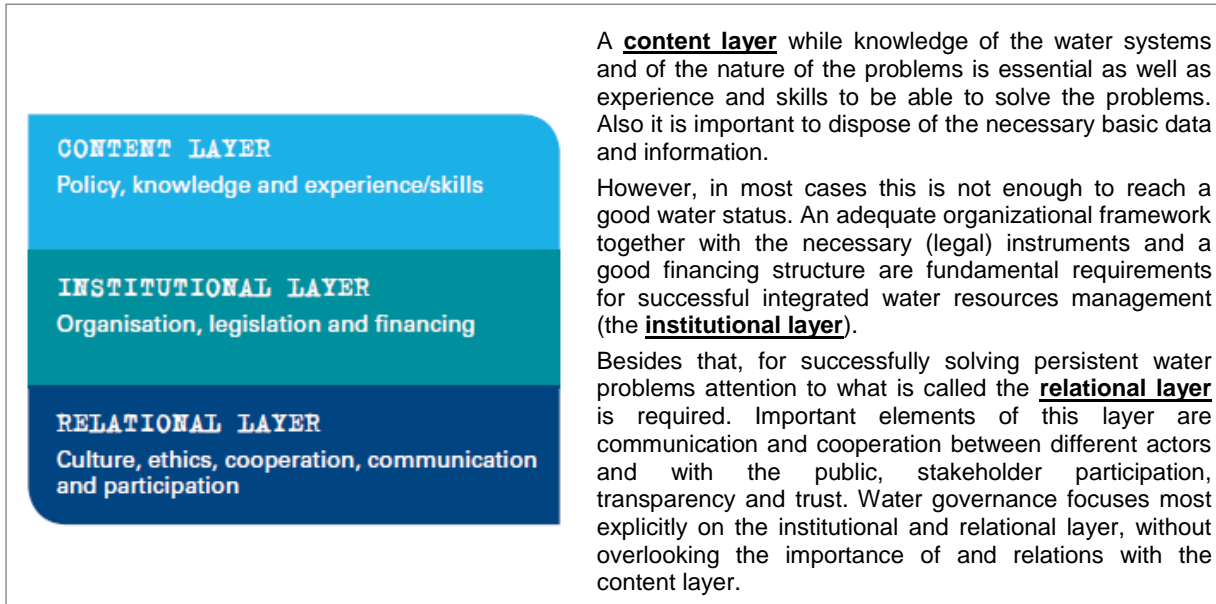 CONTENT LAYER
Policy, knowledge and experience/skills
INSTITUTIONAL LAYER
Organisation, legislation and financing
RELATIONAL LAYER
Culture, ethics, cooperation, communication
and participation
A content layer while knowledge of the water systems
and of the nature of the problems is essential as well as
experience and skills to be able to solve the problems.
Also it is important to dispose of the necessary basic data
and information.
However, in most cases this is not enough to reach a
good water status. An adequate organizational framework
together with the necessary (legal) instruments and a
good financing structure are fundamental requirements
for successful integrated water resources management
(the institutional layer).
Besides that, for successfully solving persistent water
problems attention to what is called the relational layer
is required. Important elements of this layer are
communication and cooperation between different actors
and with the public, stakeholder participation,
transparency and trust. Water governance focuses most
explicitly on the institutional and relational layer, without
overlooking the importance of and relations with the
content layer.